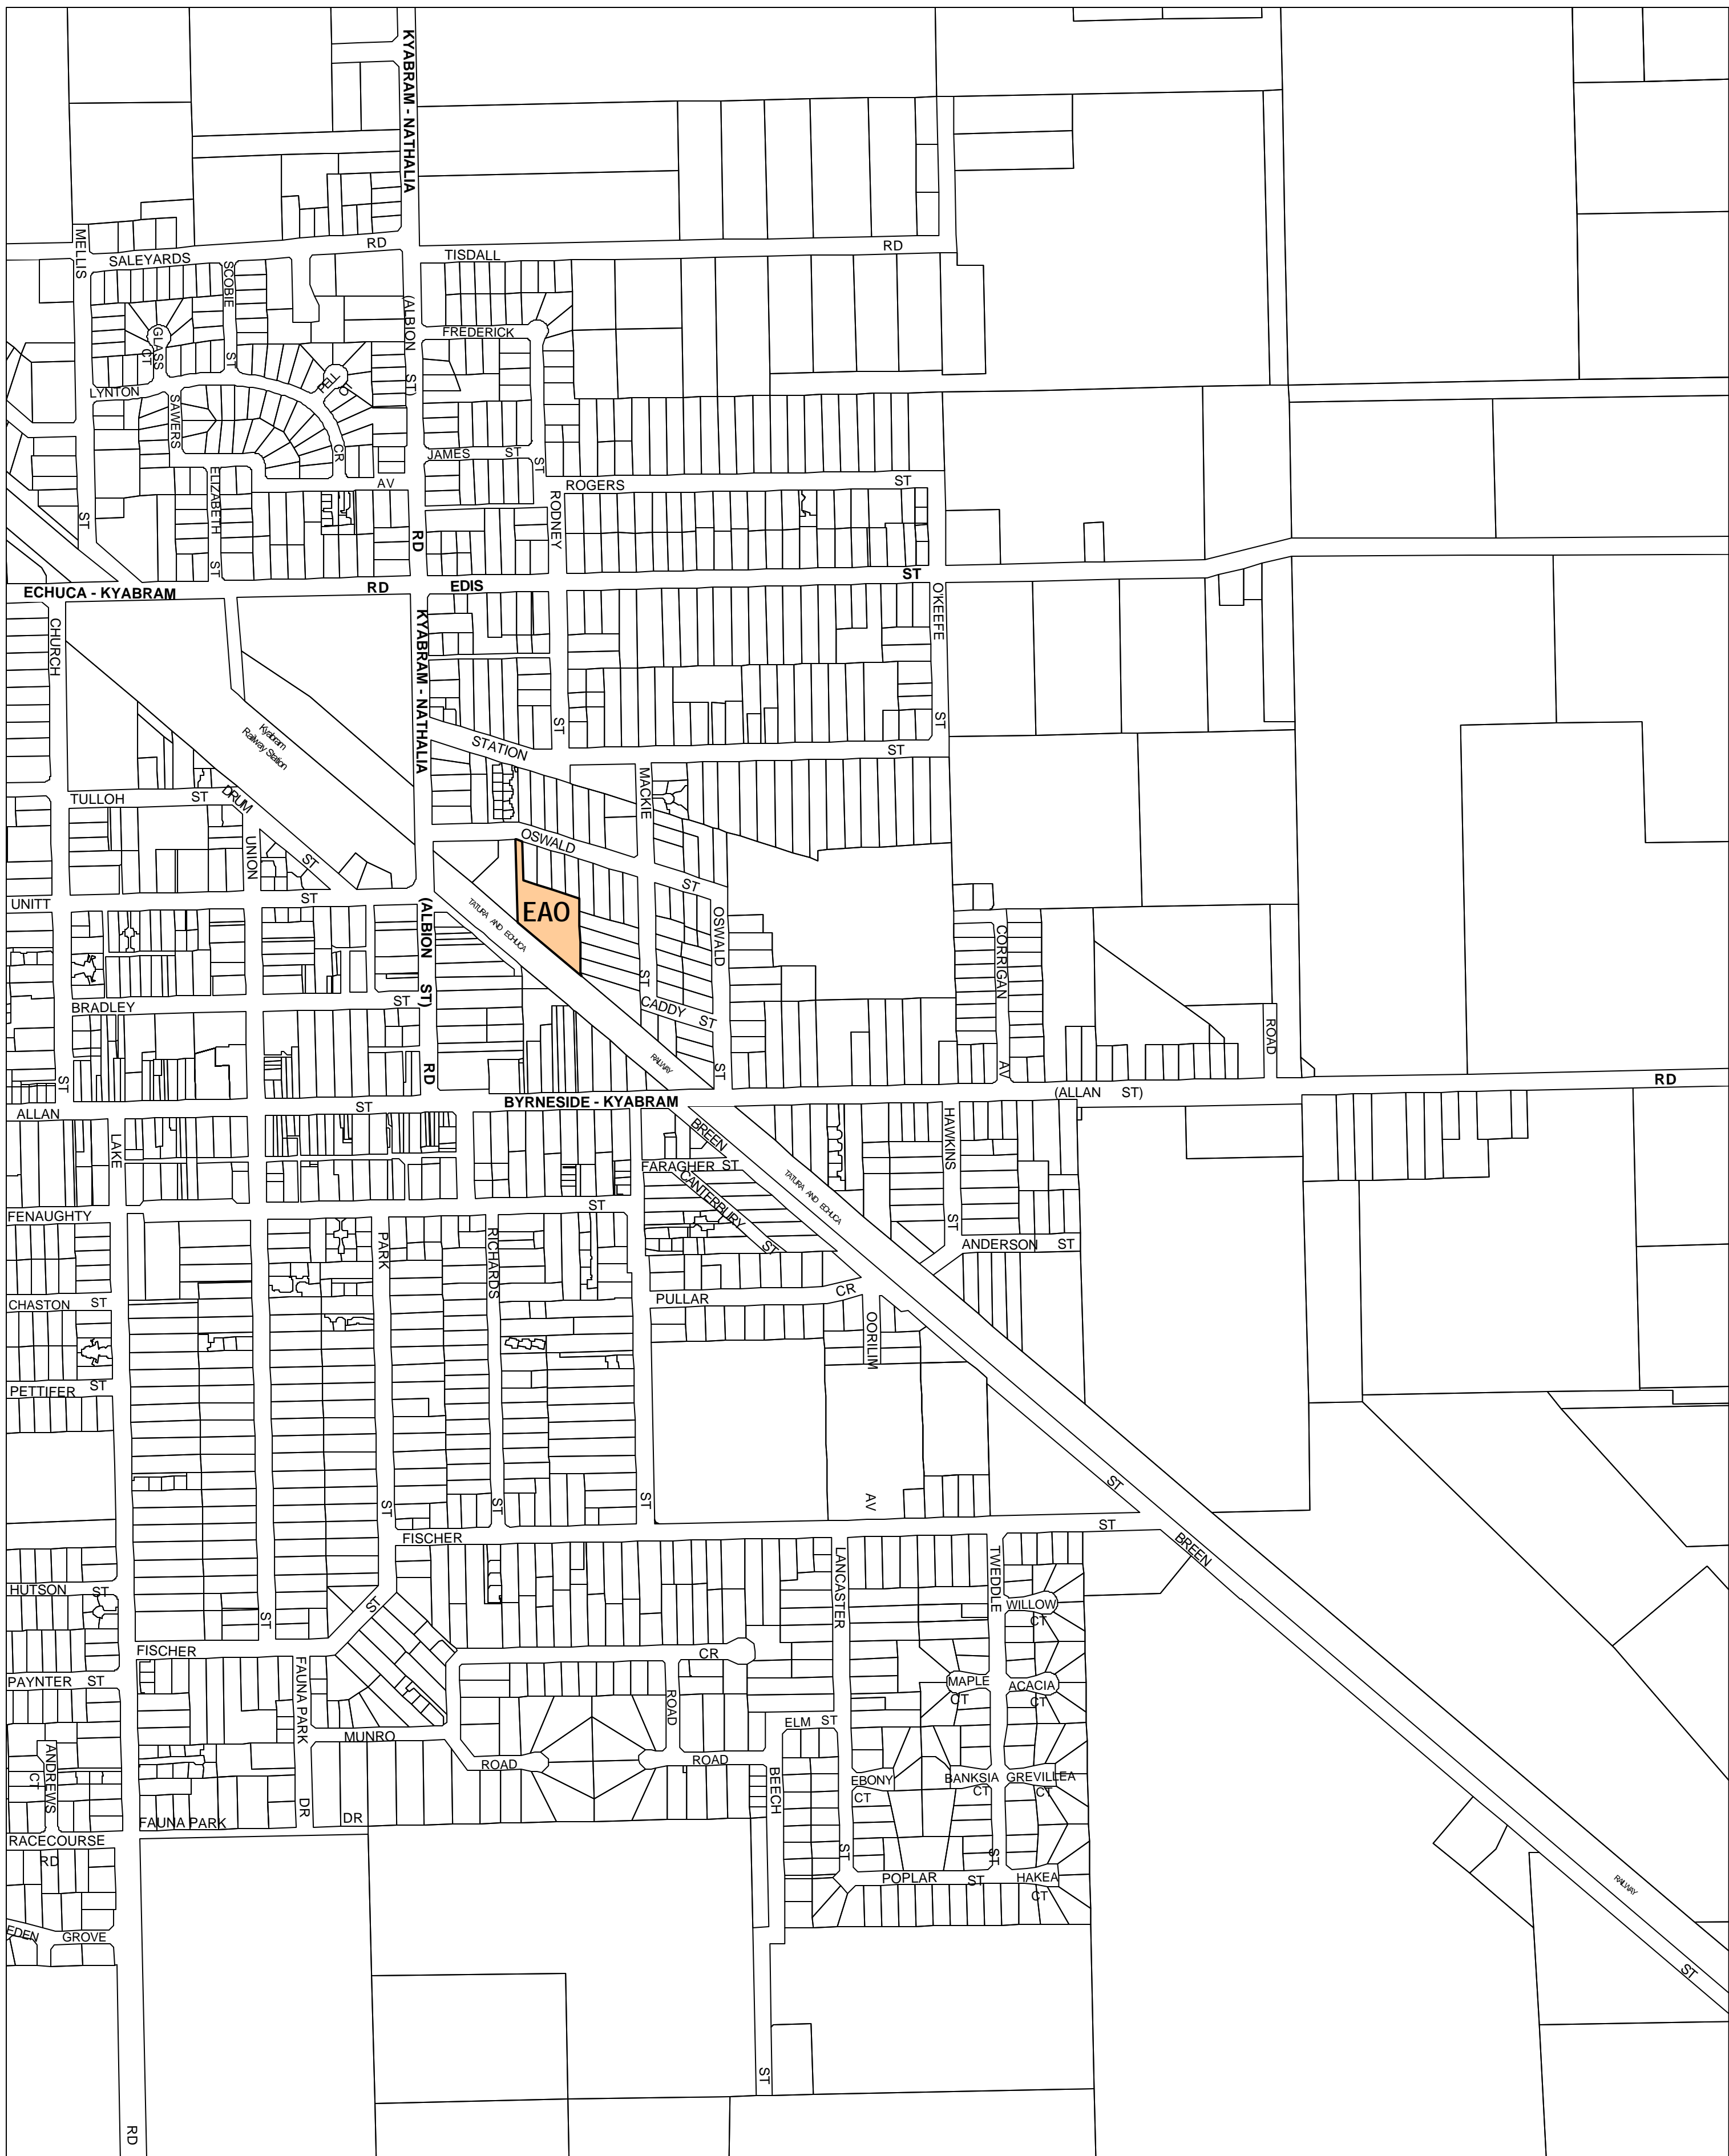 KYABRAM - NATHALIA
MELLIS
SALEYARDS
RD
TISDALL
RD
SCOBIE
GLASS
CT
ST
(ALBION
ST)
FREDERICK
LYNTON
SAWERS
CT
CR
JAMES ST
ST
ELIZABETH
AV
ROGERS
ST
ST
RODNEY
RD
ST
ECHUCA - KYABRAM
RD
EDIS
ST
CHURCH
KYABRAM - NATHALIA
O'KEEFE
ST
ST
Kyabram
Railway Station
STATION
ST
MACKIE
TULLOH
ST
DRUM
ST
UNION
OSWALD
ST
UNITT
ST
(ALBION
ST)
EAO
TATURA AND ECHUCA
OSWALD
CORRIGAN
BRADLEY
ST
ST
CADDY ST
ROAD
ST
RD
RAILWAY
ST
AV
RD
ALLAN
ST
BYRNESIDE - KYABRAM
(ALLAN ST)
LAKE
BREEN
HAWKINS
FARAGHER ST
CANTERBURY
ST
TATURA AND ECHUCA
FENAUGHTY
ST
ST
PARK
RICHARDS
ANDERSON ST
CHASTON ST
PULLAR
CR
OORILIM
PETTIFER ST
ST
ST
ST
AV
ST
FISCHER
ST
BREEN
LANCASTER
TWEDDLE
HUTSON ST
ST
ST
WILLOW
CT
FISCHER
CR
PAYNTER ST
FAUNA PARK
MAPLE
CT
ACACIA
CT
ROAD
ELM ST
MUNRO
ROAD
ROAD
ANDREWS
CT
BEECH
EBONY
CT
BANKSIA
CT
GREVILLEA
CT
DR
FAUNA PARK
DR
RACECOURSE
RD
ST
ST
POPLAR ST
HAKEA
CT
RAILWAY
EDEN GROVE
ST
ST
RD